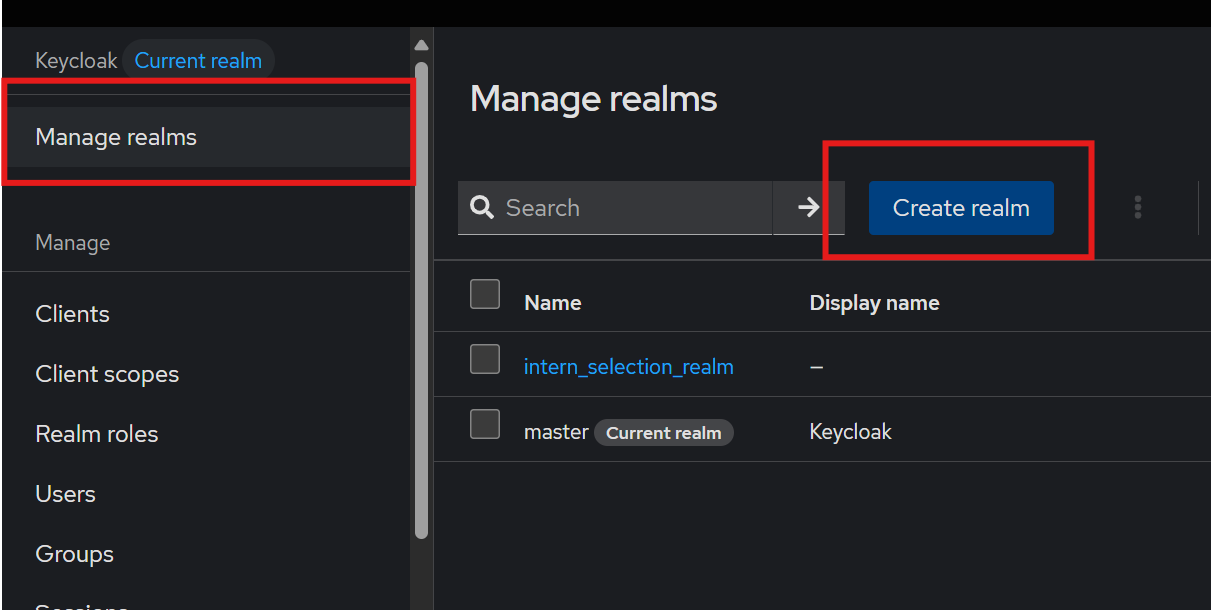 Keycloak Current realm
Manage realms
Manage
Clients
Client scopes
Realm roles
Users
Groups
Sessions
Manage realms
Search
Create realm
Name Display name
intern_selection_realm –
master Current realm Keycloak